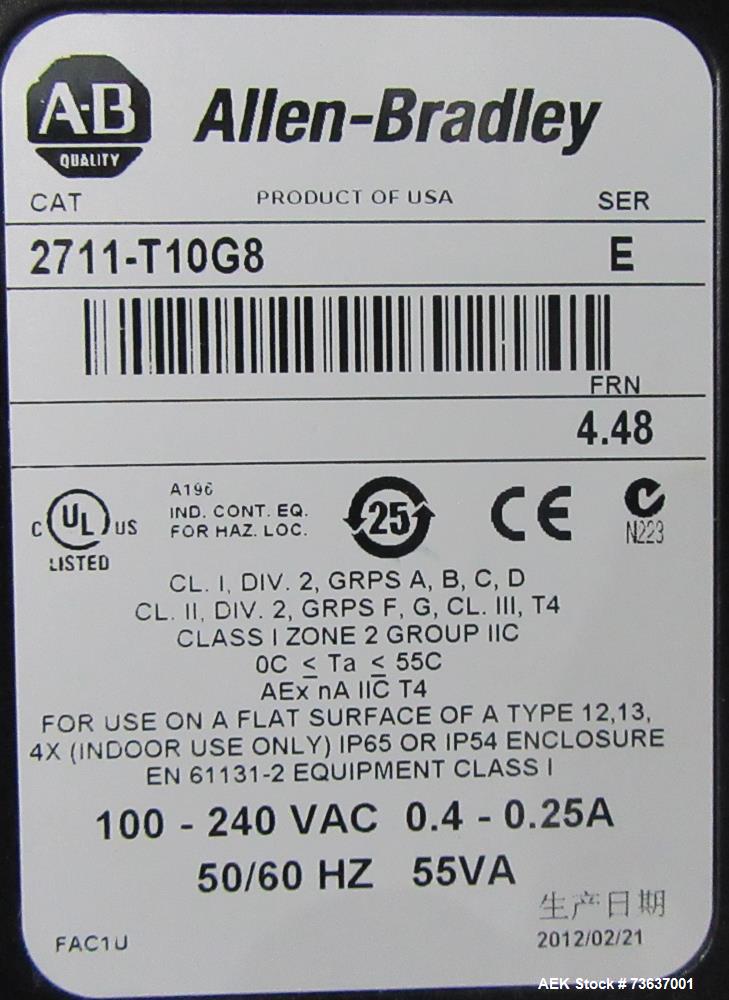 A-B
QUALITY
Allen-Bradley
CAT PRODUCT OF USA SER
2711-T10G8 E
FRN
4.48
C UL US
LISTED
A196
IND. CONT. EQ.
FOR HAZ. LOC.
25
CE
N223
CL. I, DIV. 2, GRPS A, B, C, D
CL. II, DIV. 2, GRPS F, G, CL. III, T4
CLASS I ZONE 2 GROUP IIC
0C ≤ Ta ≤ 55C
AEx nA IIC T4
FOR USE ON A FLAT SURFACE OF A TYPE 12,13,
4X (INDOOR USE ONLY) IP65 OR IP54 ENCLOSURE
EN 61131-2 EQUIPMENT CLASS I
100 - 240 VAC 0.4 - 0.25A
50/60 HZ 55VA
生产日期
FAC1U 2012/02/21
AEK Stock # 73637001